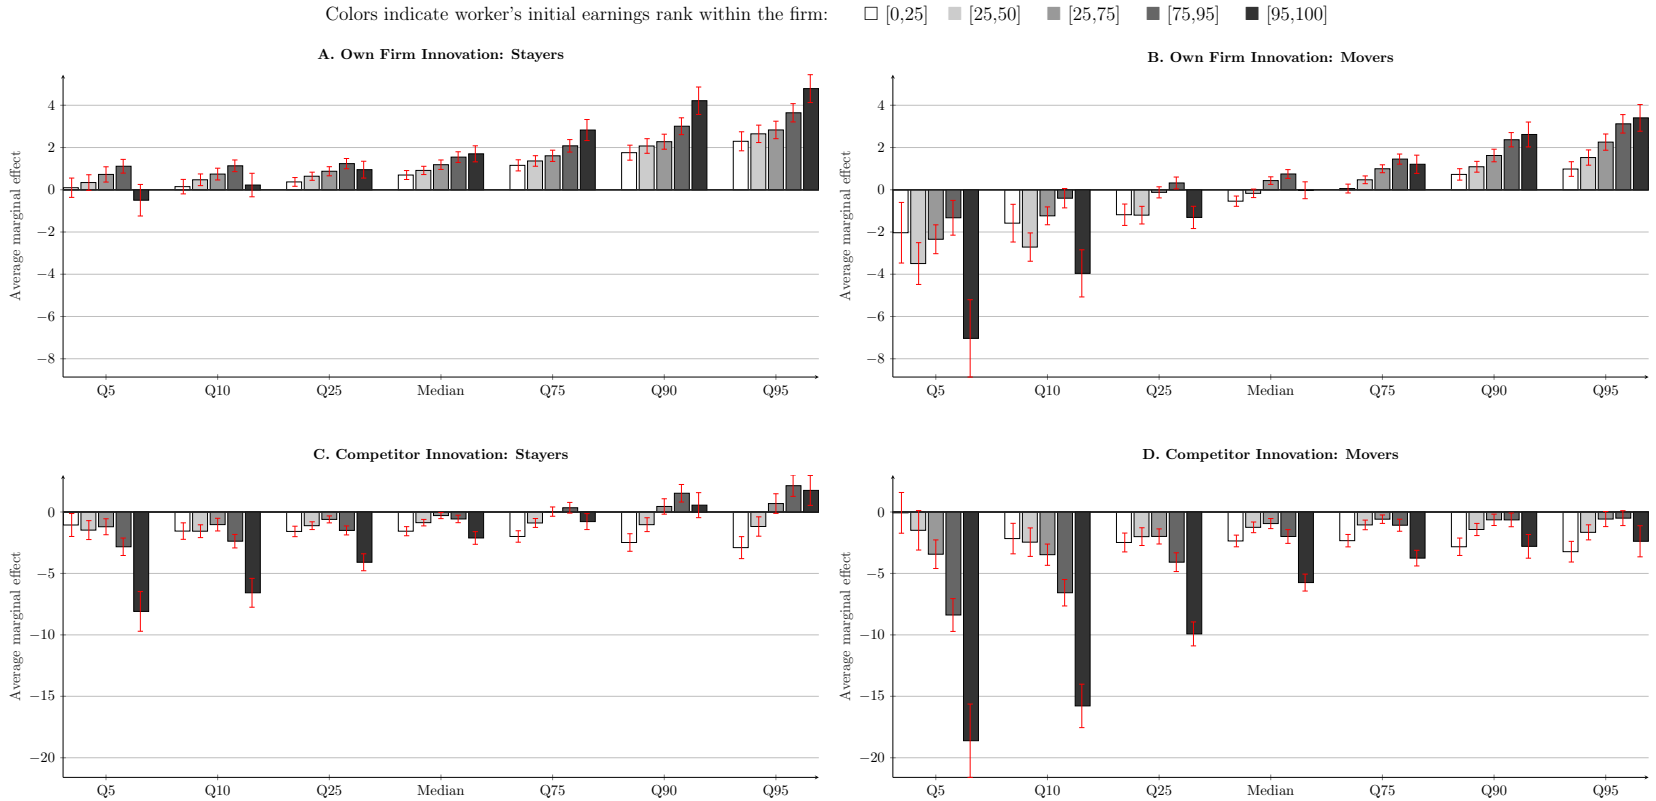 Colors indicate worker's initial earnings rank within the firm: [0,25] [25,50) [25,75] [75,95] [95,100]
A. Own Firm Innovation: Stayers
Average marginal effect
4
2
0
−2
−4
−6
−8
Q5 Q10 Q25 Median Q75 Q90 Q95
B. Own Firm Innovation: Movers
Average marginal effect
4
2
0
−2
−4
−6
−8
Q5 Q10 Q25 Median Q75 Q90 Q95
C. Competitor Innovation: Stayers
Average marginal effect
0
−5
−10
−15
−20
Q5 Q10 Q25 Median Q75 Q90 Q95
D. Competitor Innovation: Movers
Average marginal effect
0
−5
−10
−15
−20
Q5 Q10 Q25 Median Q75 Q90 Q95